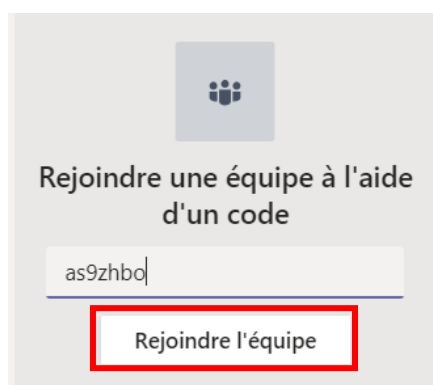 Rejoindre une équipe à l'aide
d'un code
as9zhbo
Rejoindre l'équipe